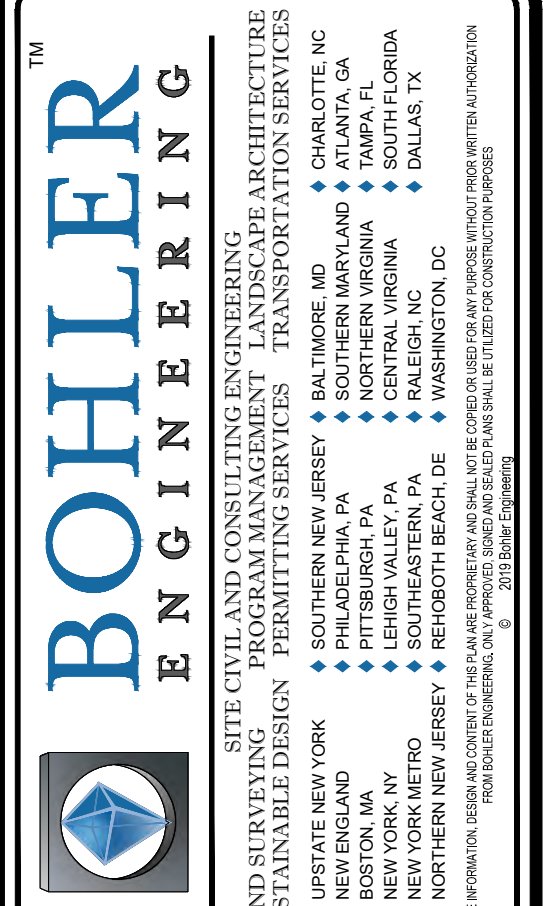 BOHLER™
ENGINEERING
SITE CIVIL AND CONSULTING ENGINEERING
SURVEYING PROGRAM MANAGEMENT LANDSCAPE ARCHITECTURE
DESIGN PERMITTING SERVICES TRANSPORTATION SERVICES
UPSTATE NEW YORK ♦ SOUTHERN NEW JERSEY ♦ BALTIMORE, MD ♦ CHARLOTTE, NC
NEW ENGLAND ♦ PHILADELPHIA, PA ♦ SOUTHERN MARYLAND ♦ ATLANTA, GA
BOSTON, MA ♦ PITTSBURGH, PA ♦ NORTHERN VIRGINIA ♦ TAMPA, FL
NEW YORK, NY ♦ LEHIGH VALLEY, PA ♦ CENTRAL VIRGINIA ♦ SOUTH FLORIDA
NEW YORK METRO ♦ SOUTHEASTERN, PA ♦ RALEIGH, NC ♦ DALLAS, TX
NORTHERN NEW JERSEY ♦ REHOBOTH BEACH, DE ♦ WASHINGTON, DC
INFORMATION, DESIGN AND CONTENT OF THIS PLAN ARE PROPRIETARY AND SHALL NOT BE COPIED OR USED FOR ANY PURPOSE WITHOUT PRIOR WRITTEN AUTHORIZATION
FROM BOHLER ENGINEERING. ONLY APPROVED, SIGNED AND SEALED PLANS SHALL BE UTILIZED FOR CONSTRUCTION PURPOSES
© 2019 Bohler Engineering